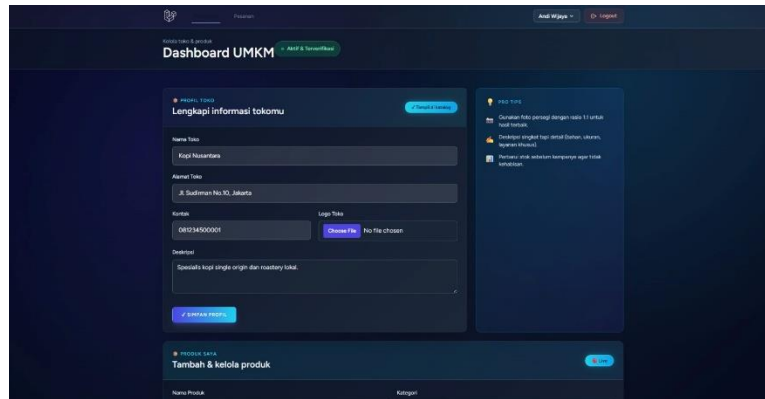 Pesanan
Andi Wijaya
Logout
Kelola toko & produk
Dashboard UMKM
Aktif & Terverifikasi
PROFIL TOKO
Lengkapi informasi tokomu
Nama Toko
Kopi Nusantara
Alamat Toko
Jl. Sudirman No.10, Jakarta
Kontak
Logo Toko
081234500001
Choose File No file chosen
Deskripsi
Spesialis kopi single origin dan roastery lokal.
SIMPAN PROFIL
PRO TIPS
Gunakan foto persegi dengan rasio 1:1 untuk
hasil terbaik.
Deskripsi singkat tapi detail (bahan, ukuran,
layanan khusus).
Perbarui stok sebelum kampanye agar tidak
kehabisan.
PRODUK SAYA
Tambah & kelola produk
Live
Nama Produk
Kategori